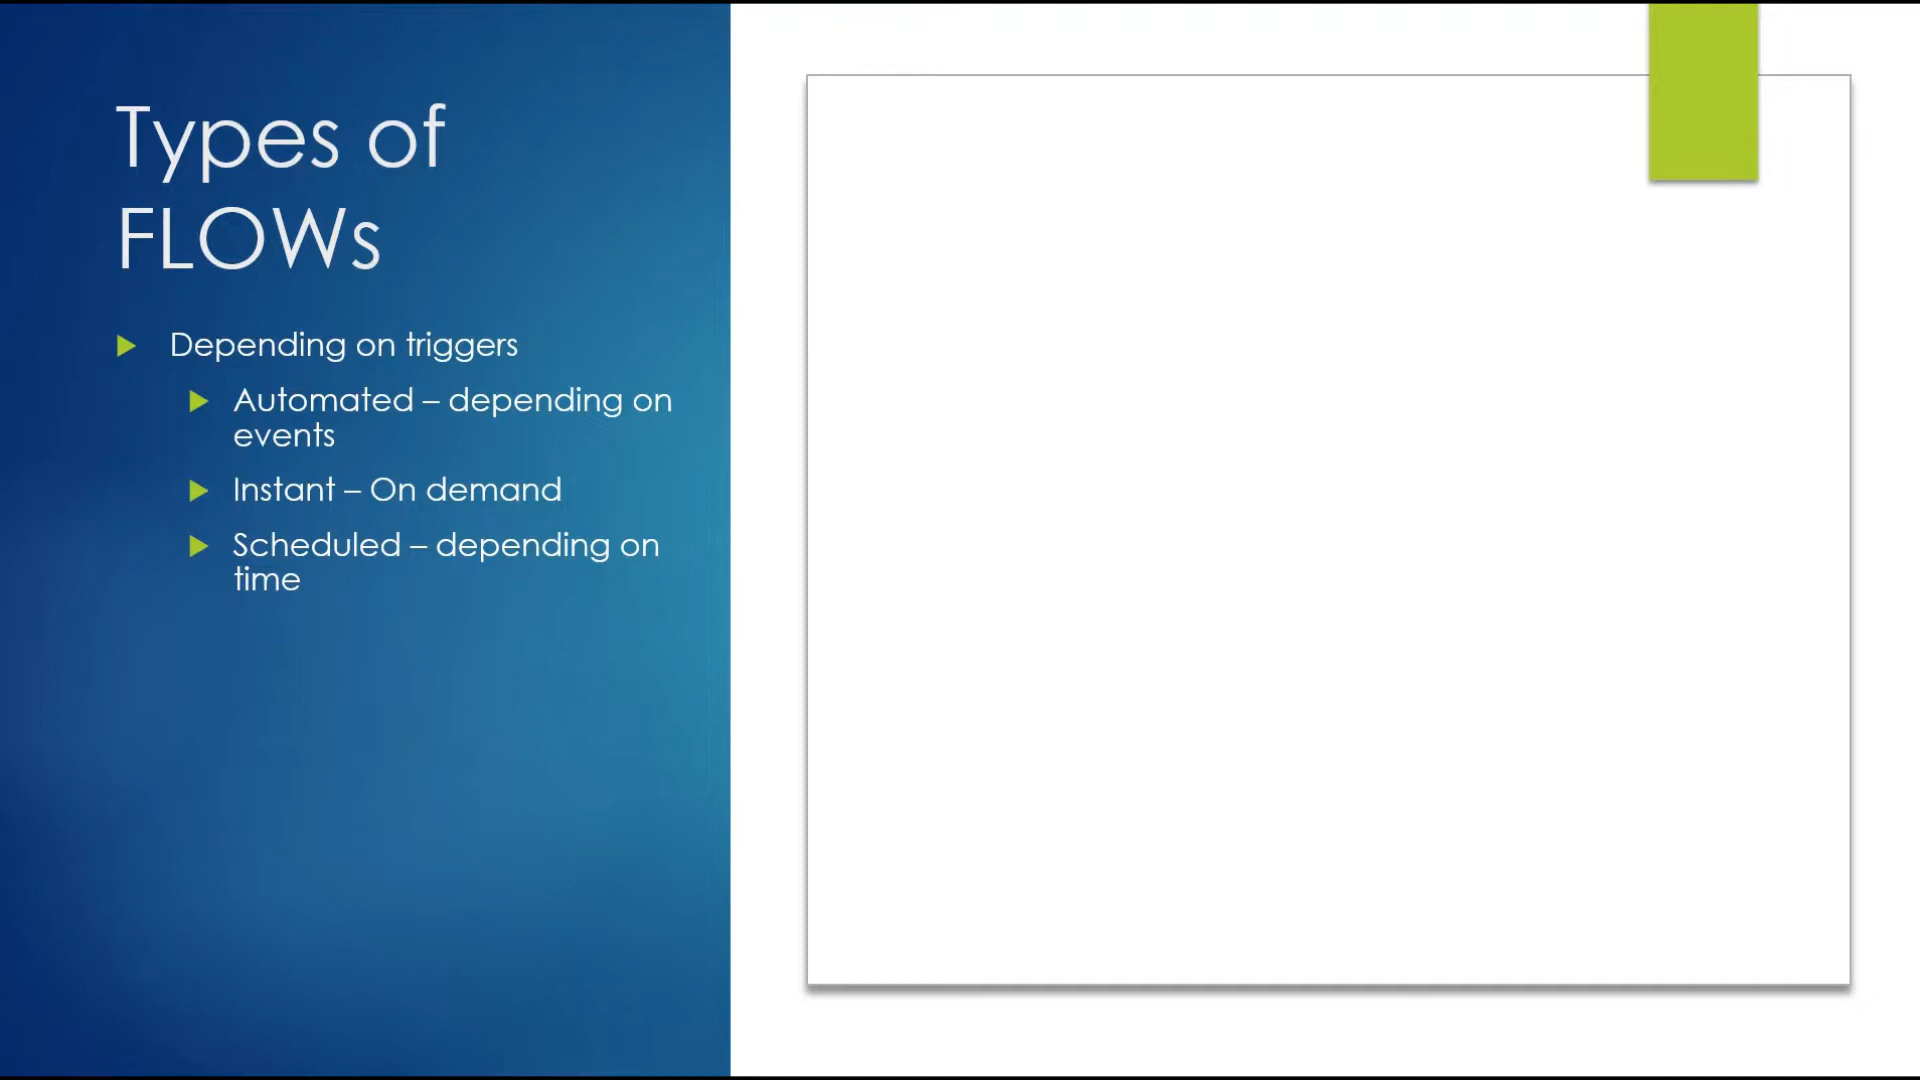 Types of
FLOWs
Depending on triggers
Automated – depending on
events
Instant – On demand
Scheduled – depending on
time